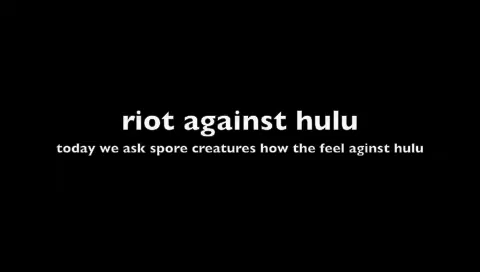 riot against hulu
today we ask spore creatures how the feel aginst hulu